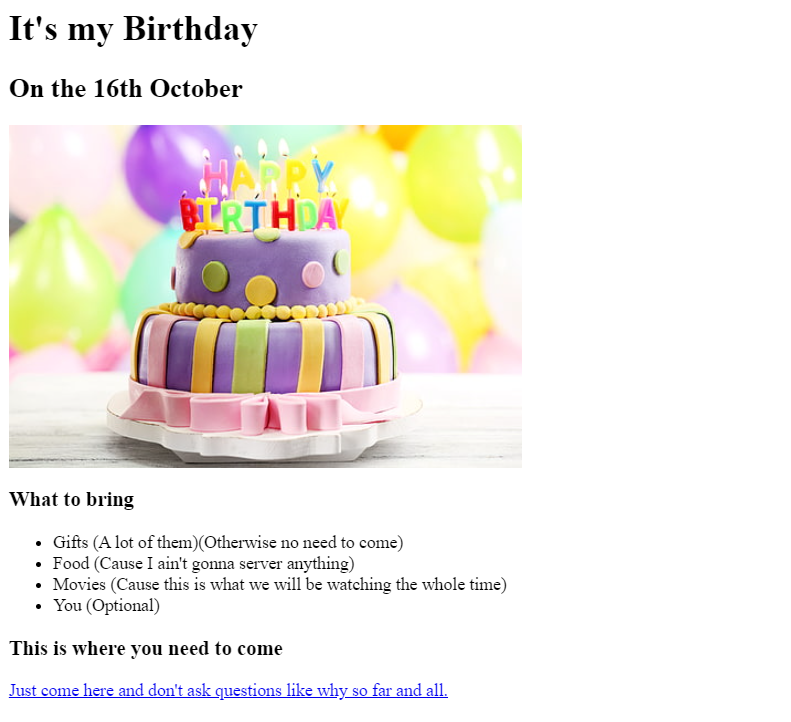 It's my Birthday
On the 16th October
HAPPY
BIRTHDAY
What to bring
Gifts (A lot of them)(Otherwise no need to come)
Food (Cause I ain't gonna server anything)
Movies (Cause this is what we will be watching the whole time)
You (Optional)
This is where you need to come
Just come here and don't ask questions like why so far and all.